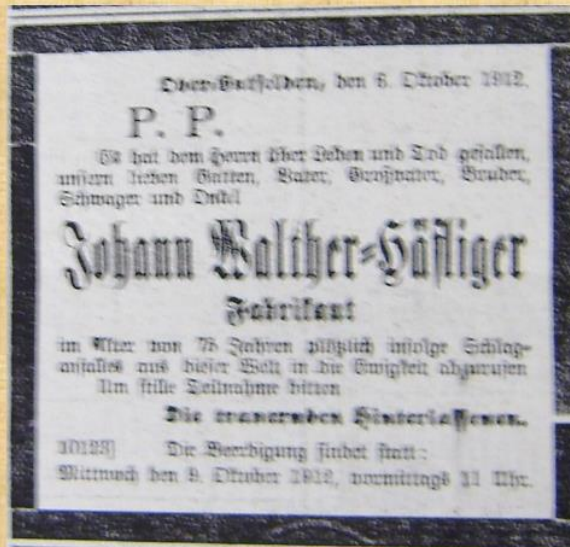 Ober-Entfelden, den 6. Oktober 1912.
P. P.
Es hat dem Herrn über Leben und Tod gefallen,
unsern lieben Gatten, Vater, Großvater, Bruder,
Schwager und Onkel
Johann Walther-Häfliger
Fabrikant
im Alter von 75 Jahren plötzlich infolge Schlag-
anfalles aus dieser Welt in die Ewigkeit abzurufen
Um stille Teilnahme bitten
Die trauernden Hinterlassenen.
10123] Die Beerdigung findet statt:
Mittwoch den 9. Oktober 1912, vormittags 11 Uhr.